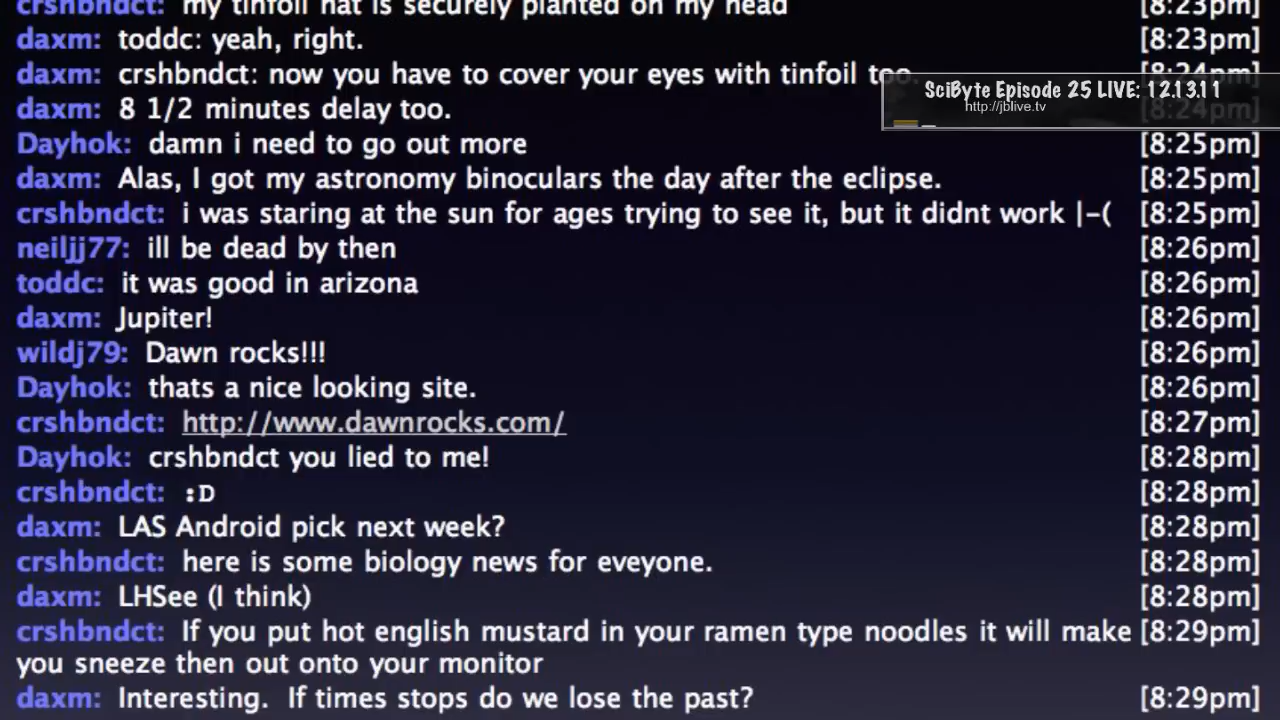 crshbndct: my tinfoil hat is securely planted on my head [8:23pm]
daxm: toddc: yeah, right. [8:23pm]
daxm: crshbndct: now you have to cover your eyes with tinfoil too. [8:24pm]
SciByte Episode 25 LIVE: 12.13.11
http://jblive.tv
daxm: 8 1/2 minutes delay too. [8:24pm]
Dayhok: damn i need to go out more [8:25pm]
daxm: Alas, I got my astronomy binoculars the day after the eclipse. [8:25pm]
crshbndct: i was staring at the sun for ages trying to see it, but it didnt work |-( [8:25pm]
neiljj77: ill be dead by then [8:26pm]
toddc: it was good in arizona [8:26pm]
daxm: Jupiter! [8:26pm]
wildj79: Dawn rocks!!! [8:26pm]
Dayhok: thats a nice looking site. [8:26pm]
crshbndct: http://www.dawnrocks.com/ [8:27pm]
Dayhok: crshbndct you lied to me! [8:28pm]
crshbndct: :D [8:28pm]
daxm: LAS Android pick next week? [8:28pm]
crshbndct: here is some biology news for eveyone. [8:28pm]
daxm: LHSee (I think) [8:28pm]
crshbndct: If you put hot english mustard in your ramen type noodles it will make [8:29pm]
you sneeze then out onto your monitor
daxm: Interesting.  If times stops do we lose the past? [8:29pm]